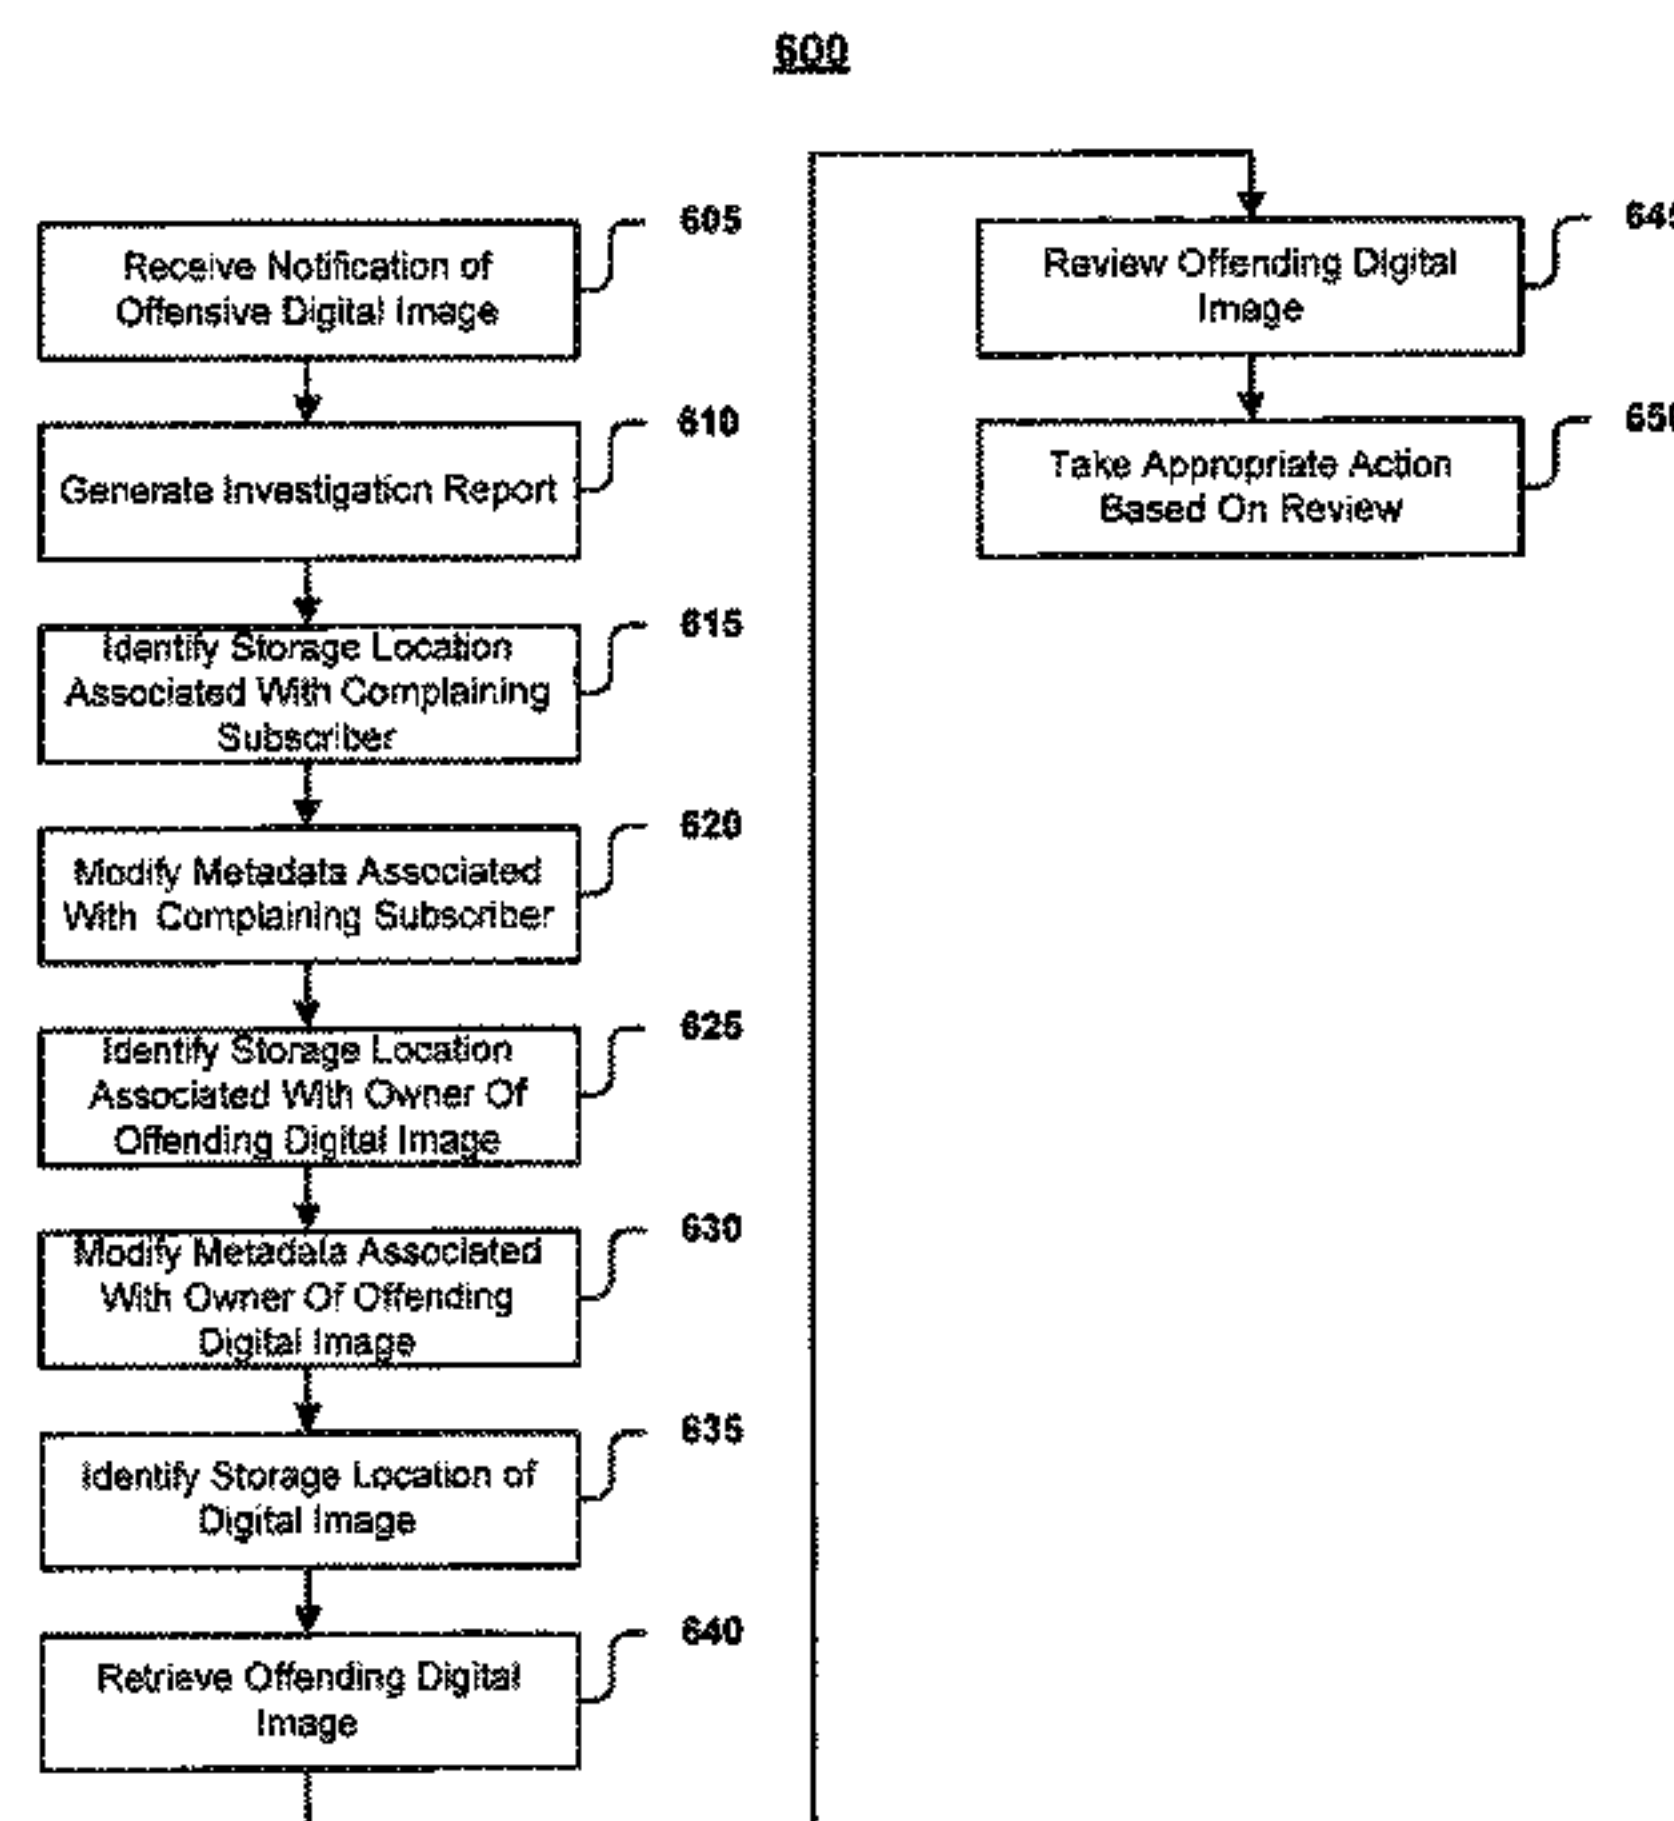 600
605
Receive Notification of
Offensive Digital Image
610
Generate Investigation Report
615
Identify Storage Location
Associated With Complaining
Subscriber
620
Modify Metadata Associated
With Complaining Subscriber
625
Identify Storage Location
Associated With Owner Of
Offending Digital Image
630
Modify Metadata Associated
With Owner Of Offending
Digital Image
635
Identify Storage Location of
Digital Image
640
Retrieve Offending Digital
Image
645
Review Offending Digital
Image
650
Take Appropriate Action
Based On Review